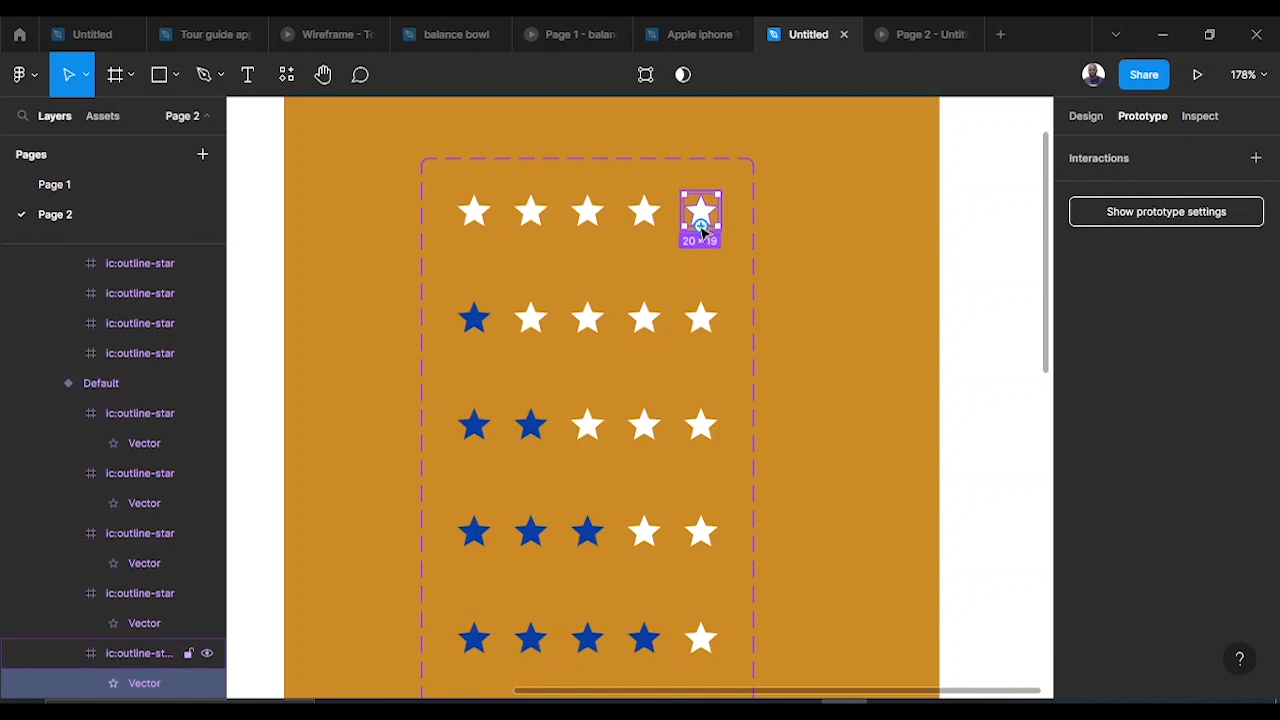 Untitled
Tour guide ap
Wireframe - To
balance bowl
Page 1 - balan
Apple iphone
Untitled
Page 2 - Untit
Share
178%
Layers
Assets
Page 2
Design
Prototype
Inspect
Pages
Interactions
Page 1
Show prototype settings
Page 2
20 × 19
ic:outline-star
ic:outline-star
ic:outline-star
ic:outline-star
Default
ic:outline-star
Vector
ic:outline-star
Vector
ic:outline-star
Vector
ic:outline-star
Vector
ic:outline-st...
Vector
?